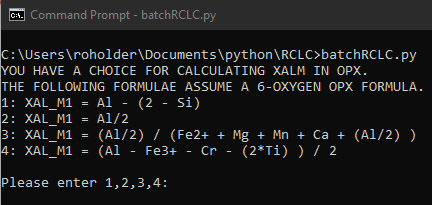 Command Prompt - batchRCLC.py
C:\Users\roholder\Documents\python\RCLC>batchRCLC.py
YOU HAVE A CHOICE FOR CALCULATING XALM IN OPX.
THE FOLLOWING FORMULAE ASSUME A 6-OXYGEN OPX FORMULA.
1: XAL_M1 = Al - (2 - Si)
2: XAL_M1 = Al/2
3: XAL_M1 = (Al/2) / (Fe2+ + Mg + Mn + Ca + (Al/2) )
4: XAL_M1 = (Al - Fe3+ - Cr - (2*Ti) ) / 2
Please enter 1,2,3,4: